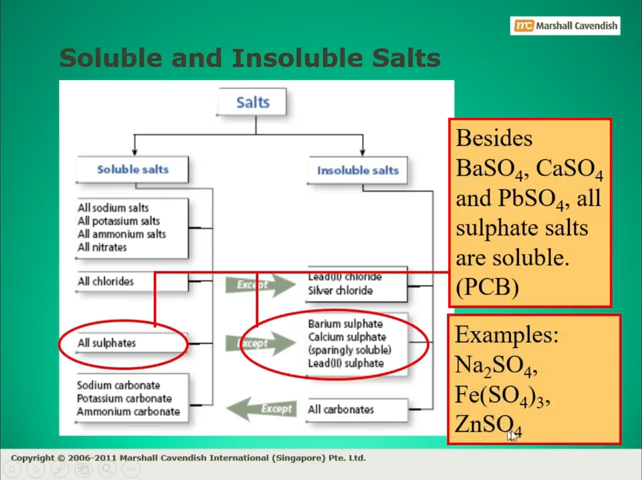 mc Marshall Cavendish
Soluble and Insoluble Salts
Salts
Soluble salts
Insoluble salts
All sodium salts
All potassium salts
All ammonium salts
All nitrates
All chlorides
Except
Lead(II) chloride
Silver chloride
All sulphates
Except
Barium sulphate
Calcium sulphate
(sparingly soluble)
Lead(II) sulphate
Sodium carbonate
Potassium carbonate
Ammonium carbonate
Except
All carbonates
Besides
BaSO₄, CaSO₄
and PbSO₄, all
sulphate salts
are soluble.
(PCB)
Examples:
Na₂SO₄,
Fe(SO₄)₃,
ZnSO₄
Copyright © 2006-2011 Marshall Cavendish International (Singapore) Pte. Ltd.